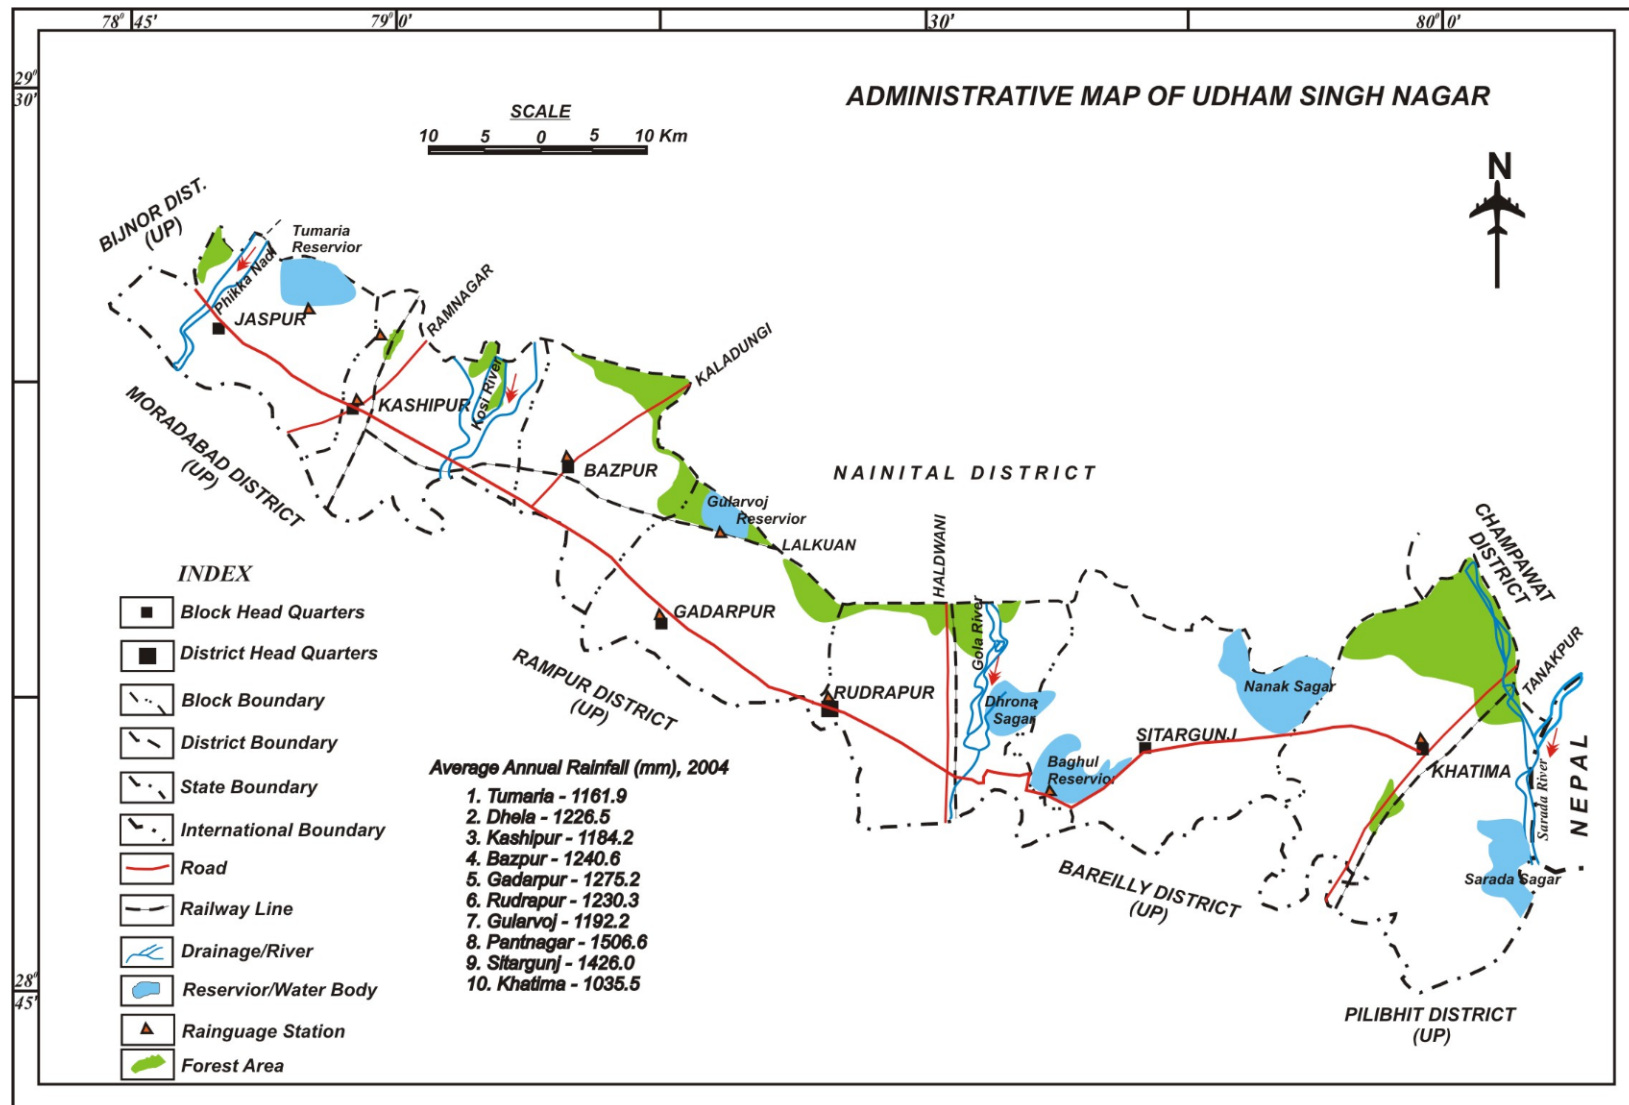 78° 45'
79° 0'
30'
80° 0'
29°
30'
ADMINISTRATIVE MAP OF UDHAM SINGH NAGAR
SCALE
10 5 0 5 10 Km
N
BIJNOR DIST.
(UP)
Tumaria
Reservior
Phikka Nadi
JASPUR
RAMNAGAR
KALADUNGI
MORADABAD DISTRICT
(UP)
KASHIPUR
Kosi River
BAZPUR
NAINITAL DISTRICT
Gularvoj
Reservior
LALKUAN
HALDWANI
CHAMPAWAT
DISTRICT
GADARPUR
RAMPUR DISTRICT
(UP)
Gola River
TANAKPUR
RUDRAPUR
Dhrona
Sagar
Nanak Sagar
SITARGUNJ
Baghul
Reservior
KHATIMA
Sarada River
NEPAL
Sarada Sagar
BAREILLY DISTRICT
(UP)
PILIBHIT DISTRICT
(UP)
INDEX
Block Head Quarters
District Head Quarters
Block Boundary
District Boundary
State Boundary
International Boundary
Road
Railway Line
Drainage/River
Reservior/Water Body
Rainguage Station
Forest Area
Average Annual Rainfall (mm), 2004
1. Tumaria - 1161.9
2. Dhela - 1226.5
3. Kashipur - 1184.2
4. Bazpur - 1240.6
5. Gadarpur - 1275.2
6. Rudrapur - 1230.3
7. Gularvoj - 1192.2
8. Pantnagar - 1506.6
9. Sitargunj - 1426.0
10. Khatima - 1035.5
28°
45'